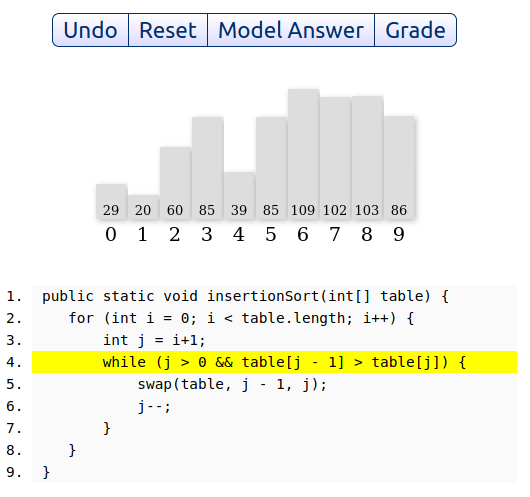 Undo Reset Model Answer Grade
29 20 60 85 39 85 109 102 103 86
0 1 2 3 4 5 6 7 8 9
1. public static void insertionSort(int[] table) {
2. for (int i = 0; i < table.length; i++) {
3. int j = i+1;
4. while (j > 0 && table[j - 1] > table[j]) {
5. swap(table, j - 1, j);
6. j--;
7. }
8. }
9. }